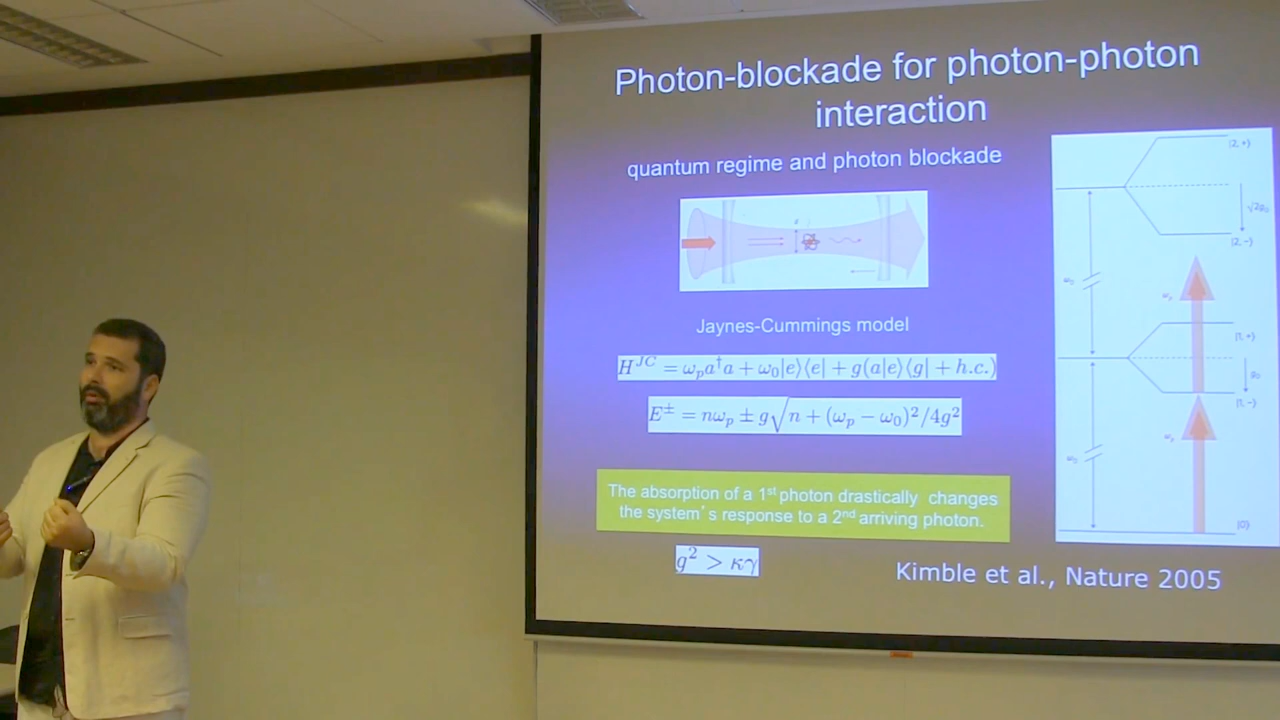 Photon-blockade for photon-photon
interaction
quantum regime and photon blockade
Jaynes-Cummings model
H^{JC} = ω_p a^† a + ω_0|e⟩⟨e| + g(a|e⟩⟨g| + h.c.)
E^± = nω_p ± g√(n + (ω_p − ω_0)²/4g²)
The absorption of a 1st photon drastically changes
the system's response to a 2nd arriving photon.
g² > κγ
Kimble et al., Nature 2005
|2, +⟩
√2g₀
|2, -⟩
|1, +⟩
g₀
|1, -⟩
|0⟩